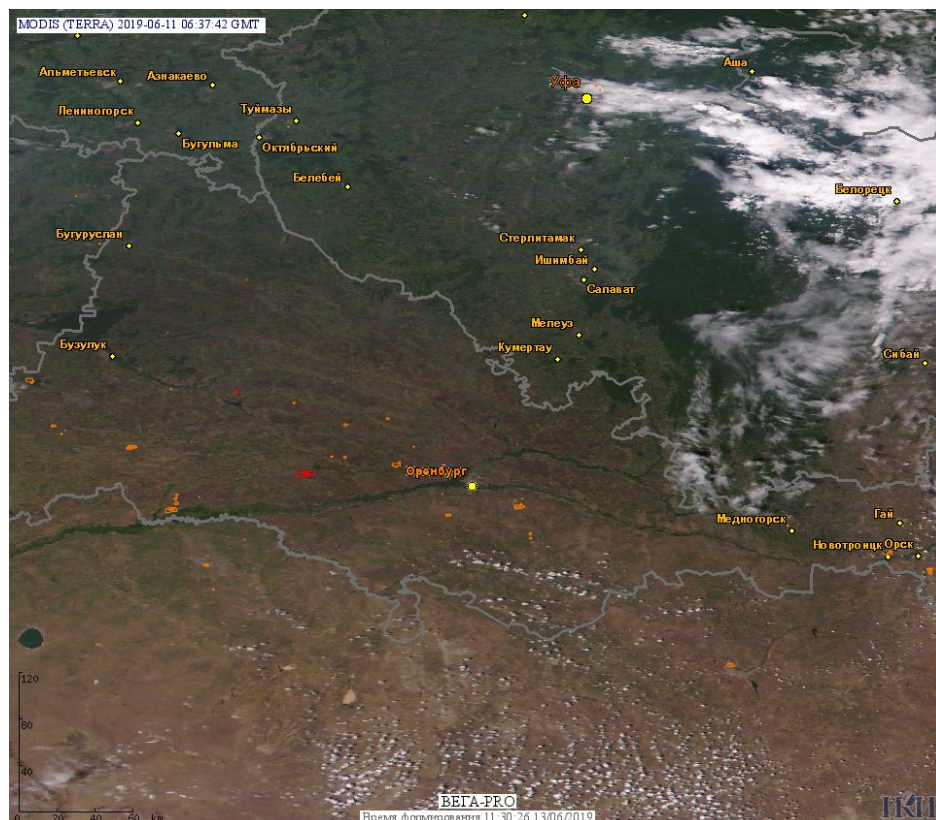 MODIS (TERRA) 2019-06-11 06:37:42 GMT
Аша
Альметьевск
Азнакаево
Уфа
Лениногорск
Туймазы
Бугульма
Октябрьский
Белебей
Белорецк
Бугуруслан
Стерлитамак
Ишимбай
Салават
Мелеуз
Бузулук
Кумертау
Сибай
Оренбург
Медногорск
Гай
Новотроицк
Орск
120
80
40
0
20
40
60
km
ВЕГА-PRO
ИКИ
Время формирования 11:30:26 13/06/2019